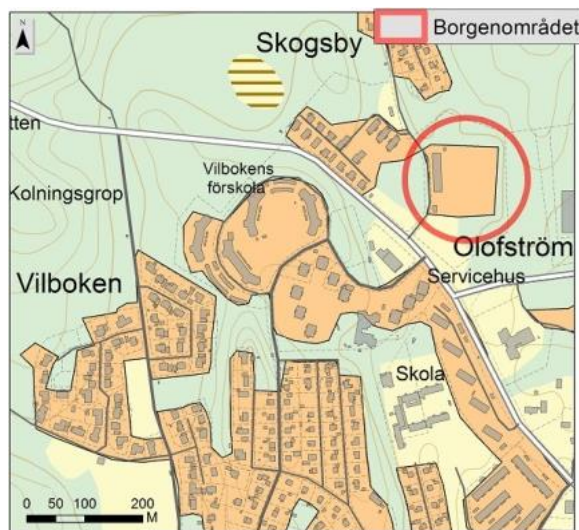 N
Borgenområdet
Skogsby
tten
Vilbokens
förskola
Kolningsgrop
Olofström
Servicehus
Vilboken
Skola
0 50 100 200
M